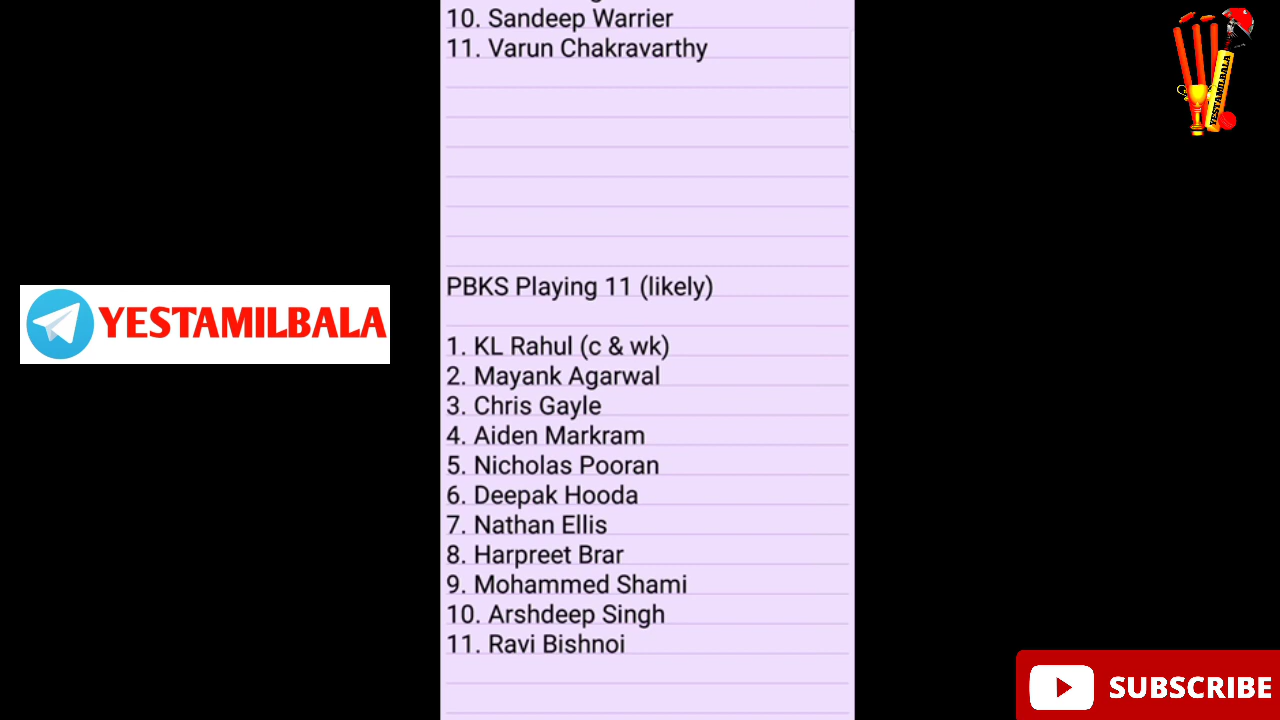 10. Sandeep Warrier
11. Varun Chakravarthy
YESTAMILBALA
YESTAMILBALA
PBKS Playing 11 (likely)
1. KL Rahul (c & wk)
2. Mayank Agarwal
3. Chris Gayle
4. Aiden Markram
5. Nicholas Pooran
6. Deepak Hooda
7. Nathan Ellis
8. Harpreet Brar
9. Mohammed Shami
10. Arshdeep Singh
11. Ravi Bishnoi
SUBSCRIBE